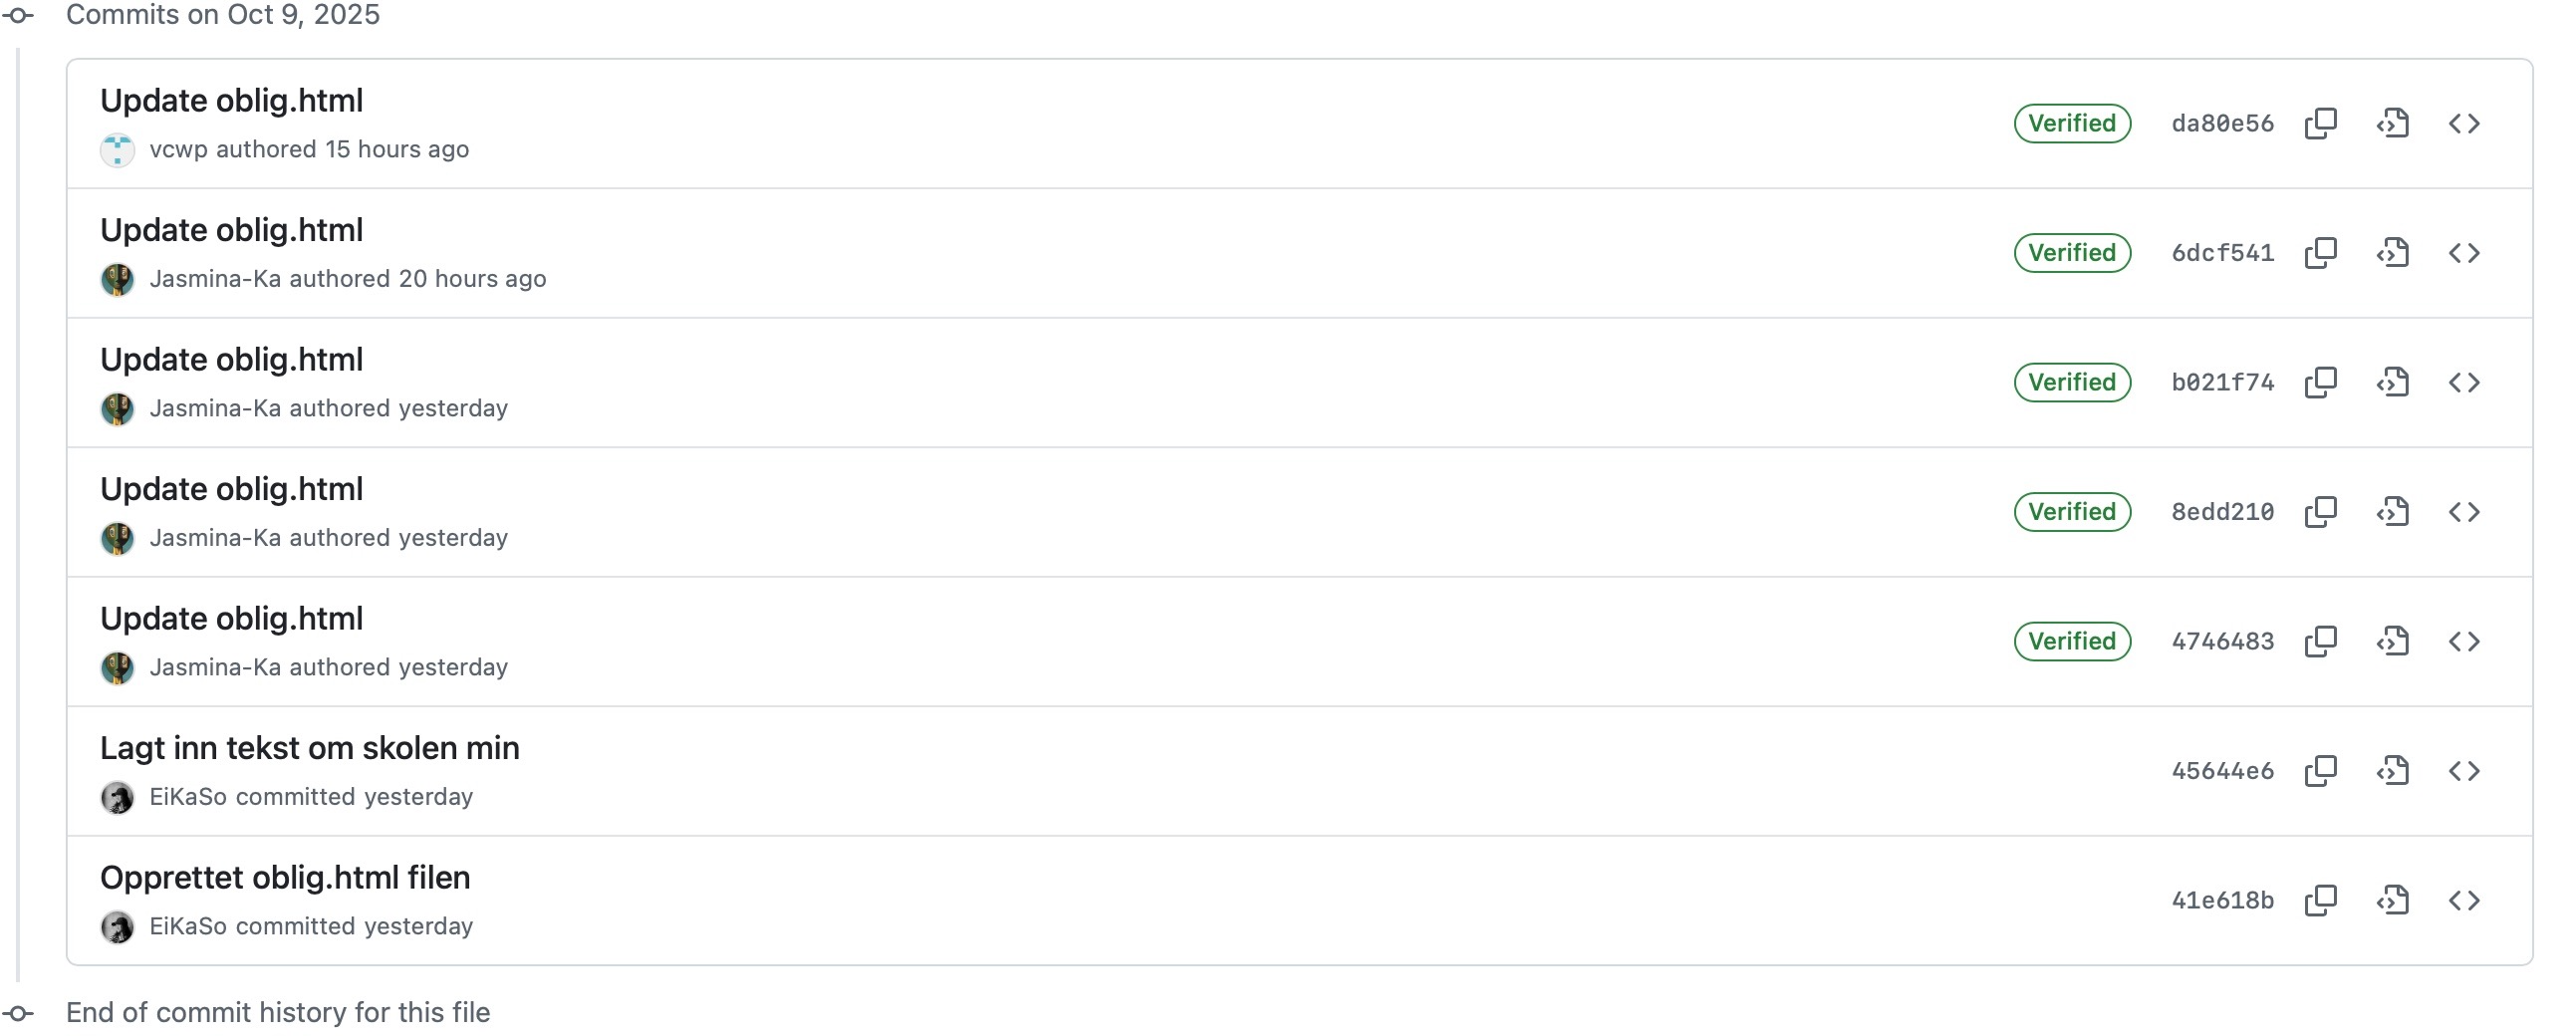 Commits on Oct 9, 2025
Update oblig.html
vcwp authored 15 hours ago
Verified da80e56
Update oblig.html
Jasmina-Ka authored 20 hours ago
Verified 6dcf541
Update oblig.html
Jasmina-Ka authored yesterday
Verified b021f74
Update oblig.html
Jasmina-Ka authored yesterday
Verified 8edd210
Update oblig.html
Jasmina-Ka authored yesterday
Verified 4746483
Lagt inn tekst om skolen min
EiKaSo committed yesterday
45644e6
Opprettet oblig.html filen
EiKaSo committed yesterday
41e618b
End of commit history for this file